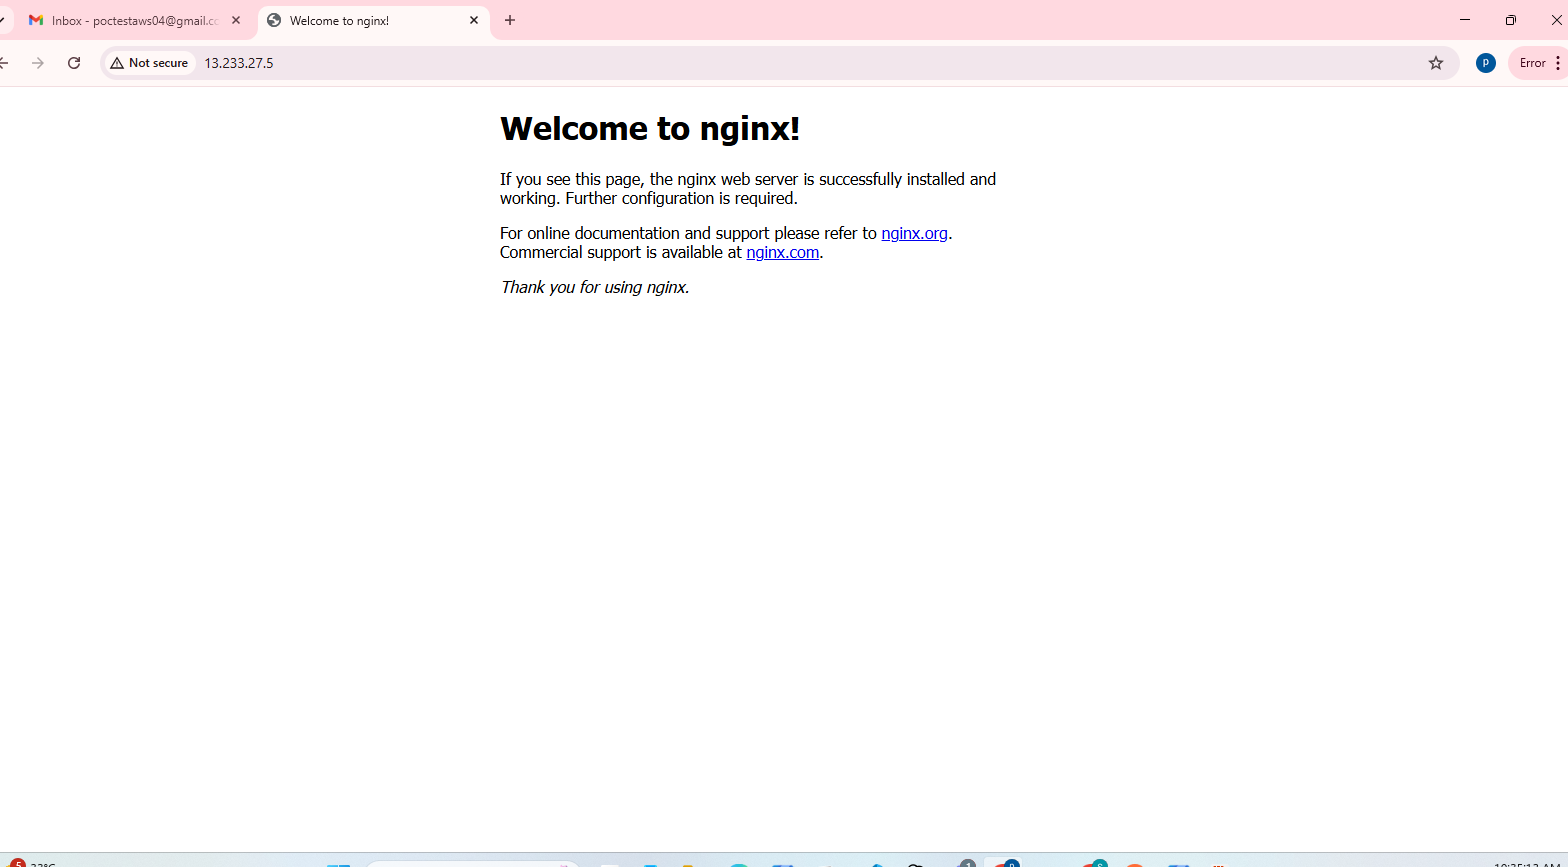 Inbox - poctestaws04@gmail.co
Welcome to nginx!
Not secure
13.233.27.5
P
Error
Welcome to nginx!
If you see this page, the nginx web server is successfully installed and
working. Further configuration is required.
For online documentation and support please refer to nginx.org.
Commercial support is available at nginx.com.
Thank you for using nginx.
5